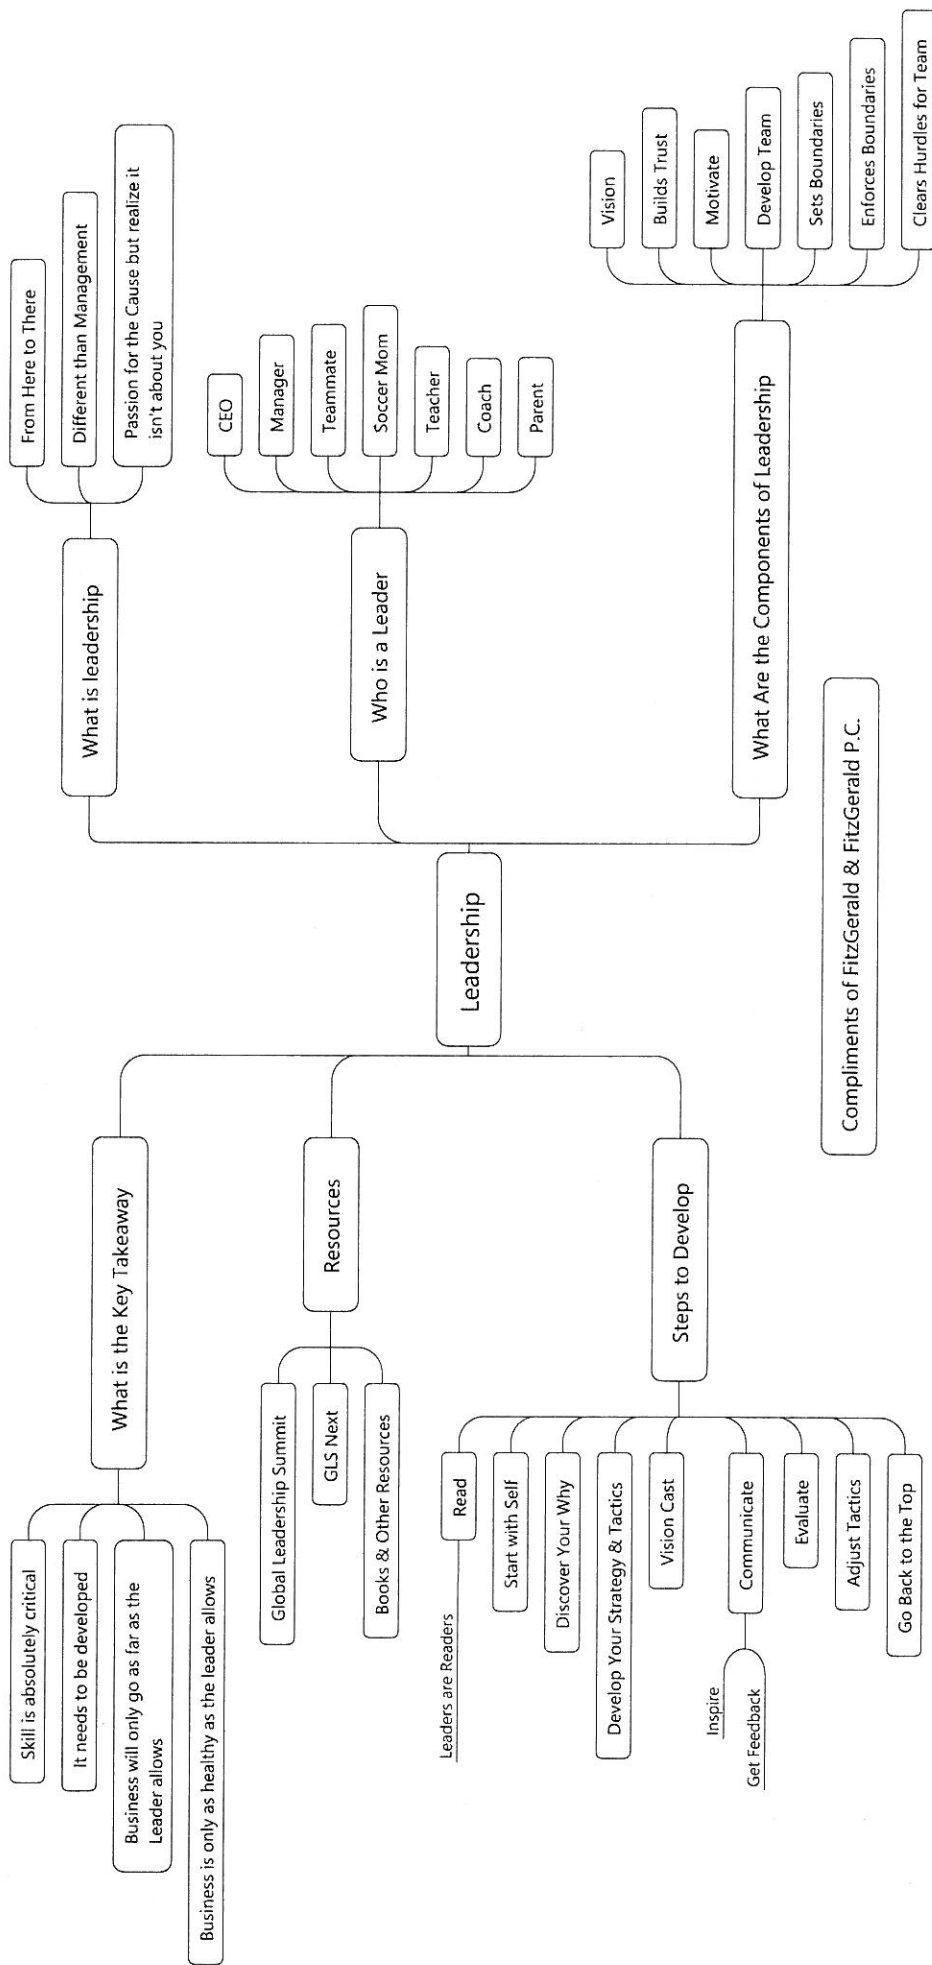 Leadership
What is leadership
From Here to There
Different than Management
Passion for the Cause but realize it
isn't about you
Who is a Leader
CEO
Manager
Teammate
Soccer Mom
Teacher
Coach
Parent
What Are the Components of Leadership
Vision
Builds Trust
Motivate
Develop Team
Sets Boundaries
Enforces Boundaries
Clears Hurdles for Team
What is the Key Takeaway
Skill is absolutely critical
It needs to be developed
Business will only go as far as the
Leader allows
Business is only as healthy as the leader allows
Resources
Global Leadership Summit
GLS Next
Books & Other Resources
Steps to Develop
Read
Leaders are Readers
Start with Self
Discover Your Why
Develop Your Strategy & Tactics
Vision Cast
Communicate
Inspire
Get Feedback
Evaluate
Adjust Tactics
Go Back to the Top
Compliments of FitzGerald & FitzGerald P.C.